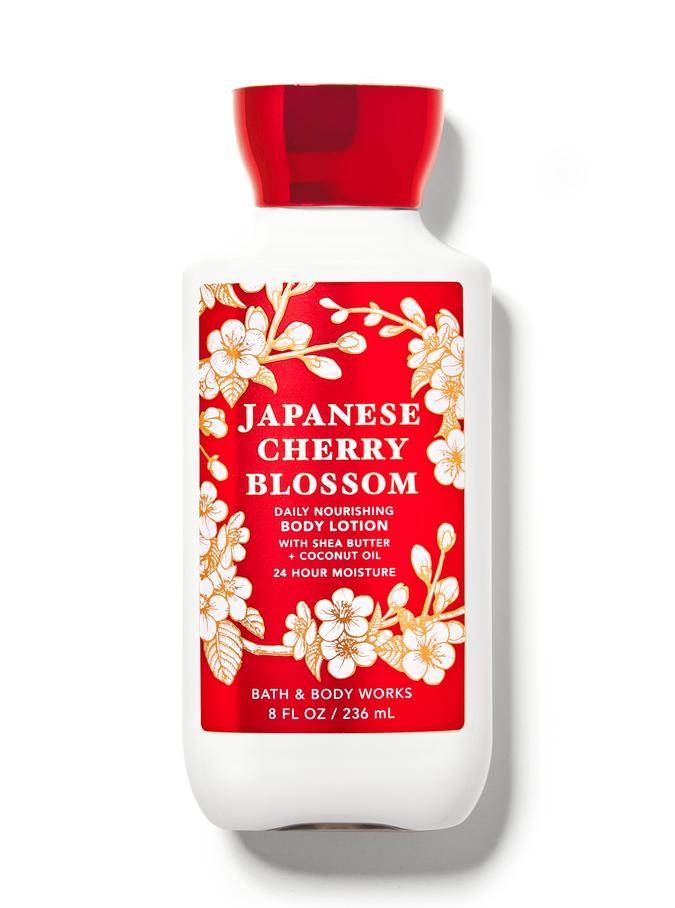 JAPANESE
CHERRY
BLOSSOM
DAILY NOURISHING
BODY LOTION
WITH SHEA BUTTER
+ COCONUT OIL
24 HOUR MOISTURE
BATH & BODY WORKS
8 FL OZ / 236 mL